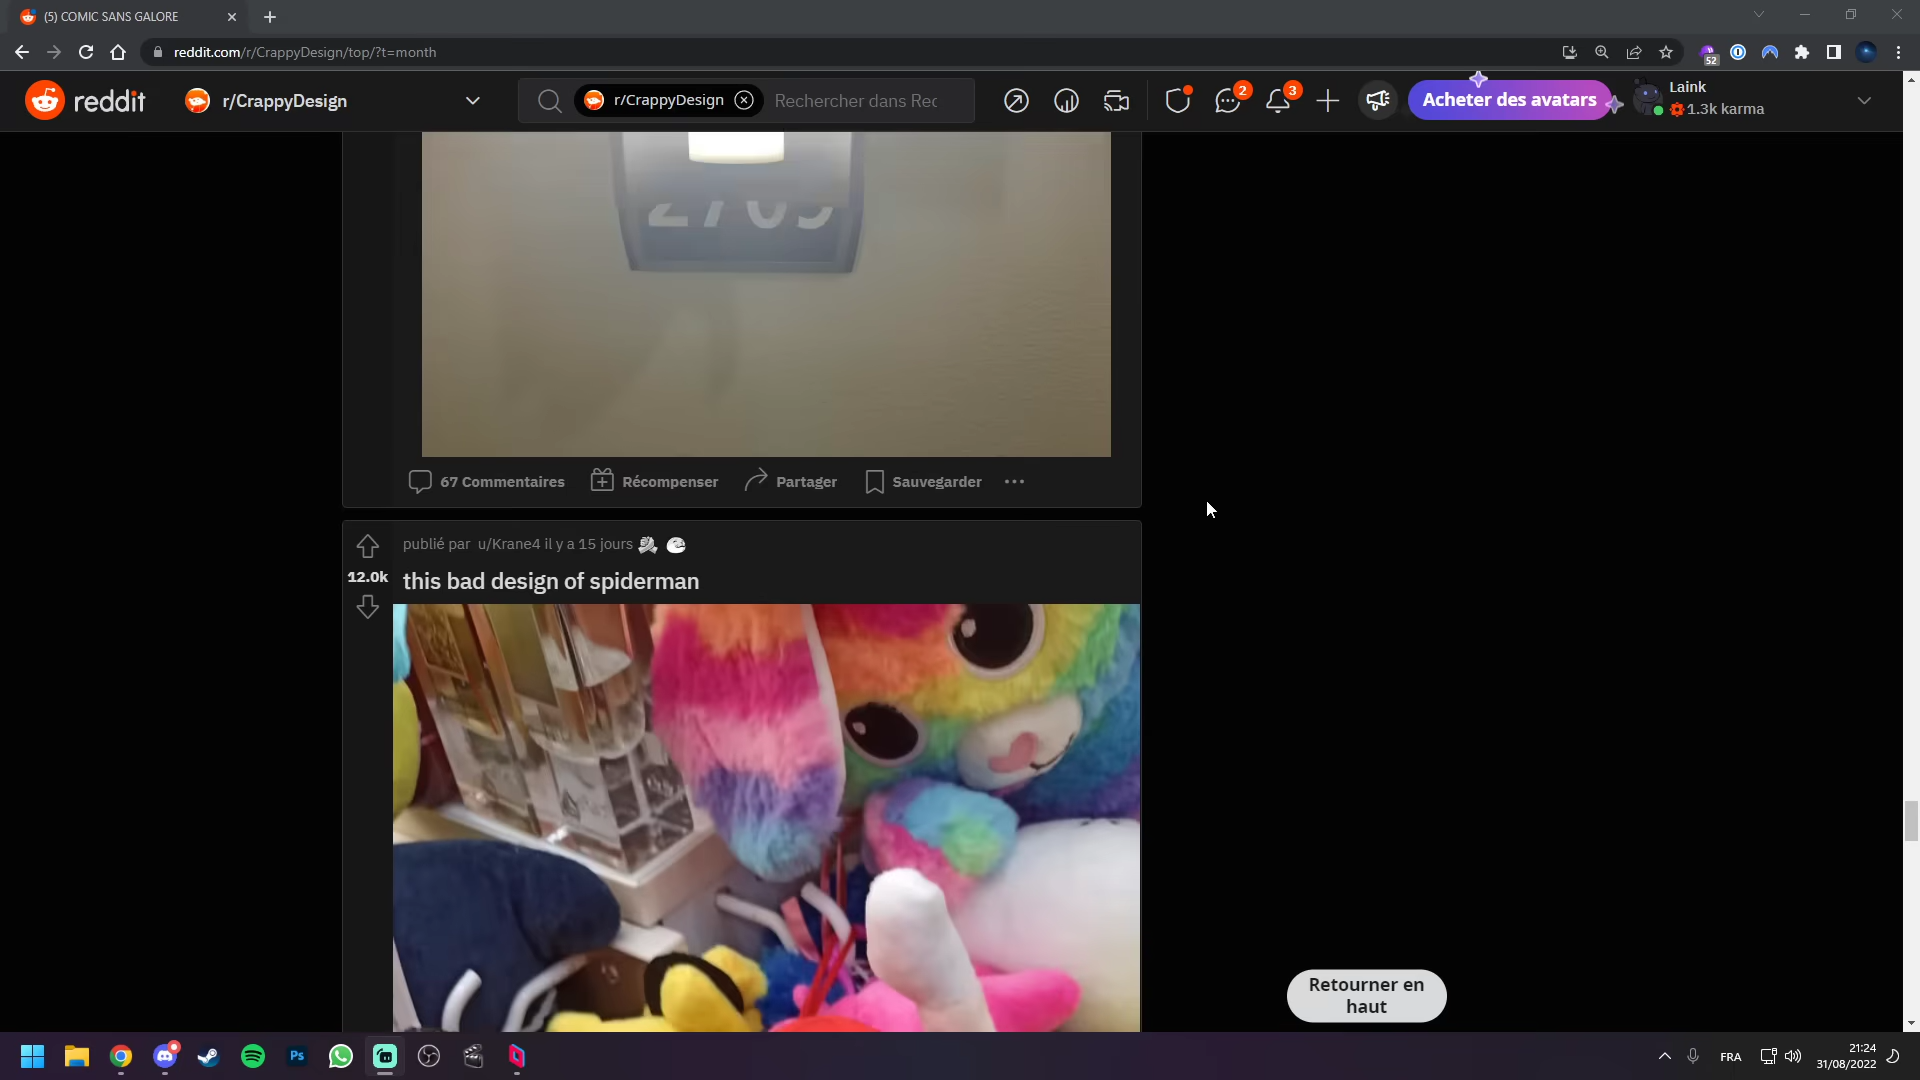 (5) COMIC SANS GALORE
reddit.com/r/CrappyDesign/top/?t=month
52
reddit
r/CrappyDesign
r/CrappyDesign
Rechercher dans Rec
2
3
Acheter des avatars
Laink
1.3k karma
67 Commentaires
Récompenser
Partager
Sauvegarder
publié par u/Krane4 il y a 15 jours
12.0k
this bad design of spiderman
Retourner en
haut
Ps
FRA
21:24
31/08/2022